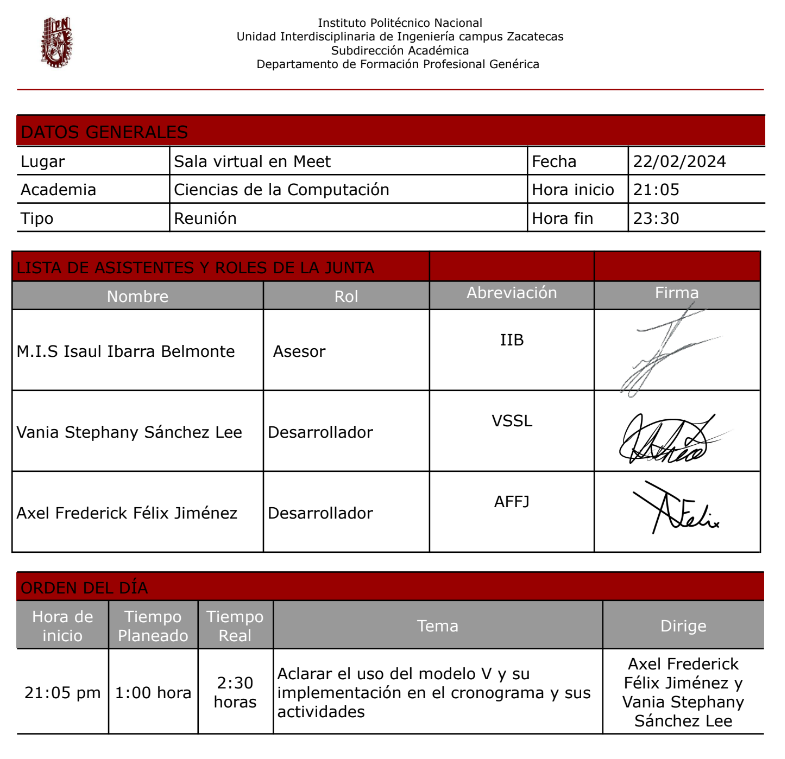 Instituto Politécnico Nacional
Unidad Interdisciplinaria de Ingeniería campus Zacatecas
Subdirección Académica
Departamento de Formación Profesional Genérica
DATOS GENERALES
Lugar Sala virtual en Meet Fecha 22/02/2024
Academia Ciencias de la Computación Hora inicio 21:05
Tipo Reunión Hora fin 23:30
LISTA DE ASISTENTES Y ROLES DE LA JUNTA
Nombre Rol Abreviación Firma
M.I.S Isaul Ibarra Belmonte Asesor IIB
Vania Stephany Sánchez Lee Desarrollador VSSL
Axel Frederick Félix Jiménez Desarrollador AFFJ AFelix
ORDEN DEL DÍA
Hora de inicio Tiempo Planeado Tiempo Real Tema Dirige
21:05 pm 1:00 hora 2:30 horas Aclarar el uso del modelo V y su implementación en el cronograma y sus actividades Axel Frederick Félix Jiménez y Vania Stephany Sánchez Lee